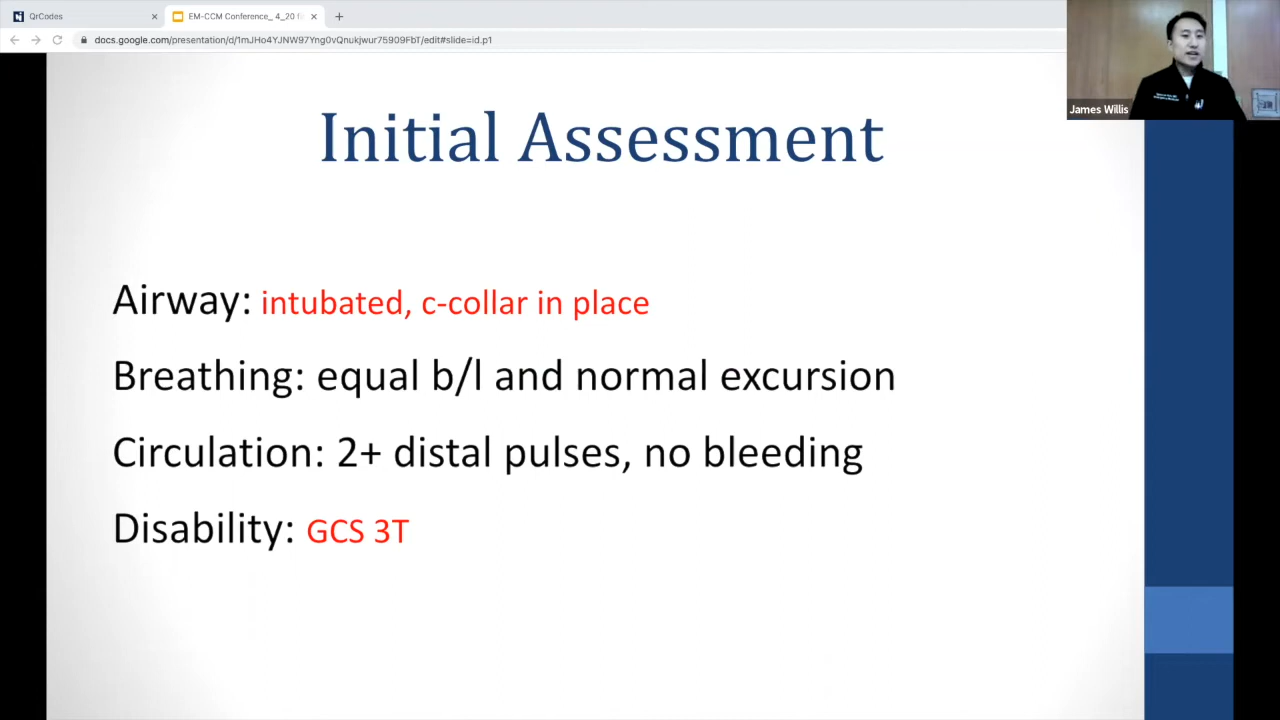 QrCodes
EM-CCM Conference_ 4_20 fi
docs.google.com/presentation/d/1mJHo4YJNW97Yng0vQnukjwur75909FbT/edit#slide=id.p1
James Willis
Initial Assessment
Airway: intubated, c-collar in place
Breathing: equal b/l and normal excursion
Circulation: 2+ distal pulses, no bleeding
Disability: GCS 3T